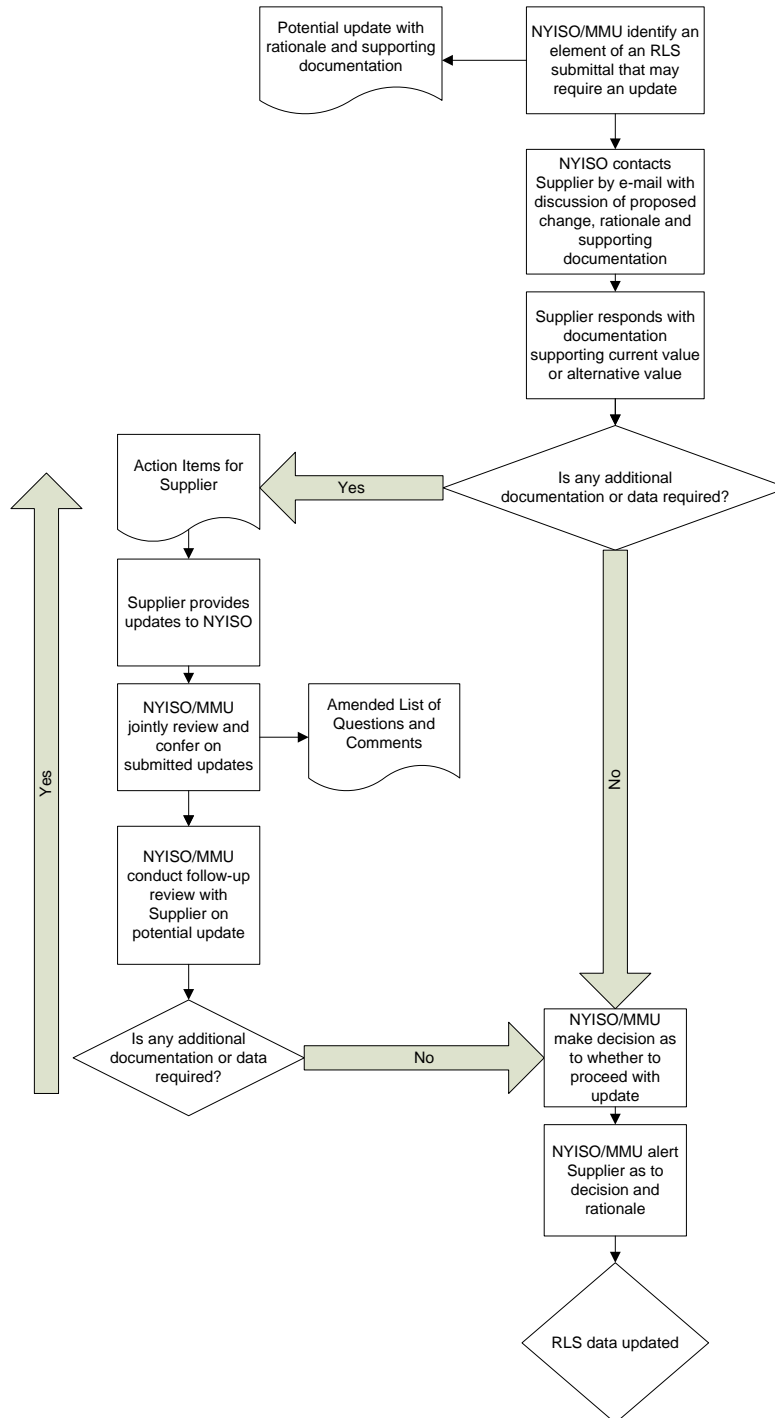 Potential update with
rationale and supporting
documentation
NYISO/MMU identify an
element of an RLS
submittal that may
require an update
NYISO contacts
Supplier by e-mail with
discussion of proposed
change, rationale and
supporting
documentation
Supplier responds with
documentation
supporting current value
or alternative value
Is any additional
documentation or data required?
Yes
Action Items for
Supplier
Supplier provides
updates to NYISO
NYISO/MMU
jointly review and
confer on
submitted updates
Amended List of
Questions and
Comments
NYISO/MMU
conduct follow-up
review with
Supplier on
potential update
Is any additional
documentation or data
required?
Yes
No
No
NYISO/MMU
make decision as
to whether to
proceed with
update
NYISO/MMU alert
Supplier as to
decision and
rationale
RLS data updated